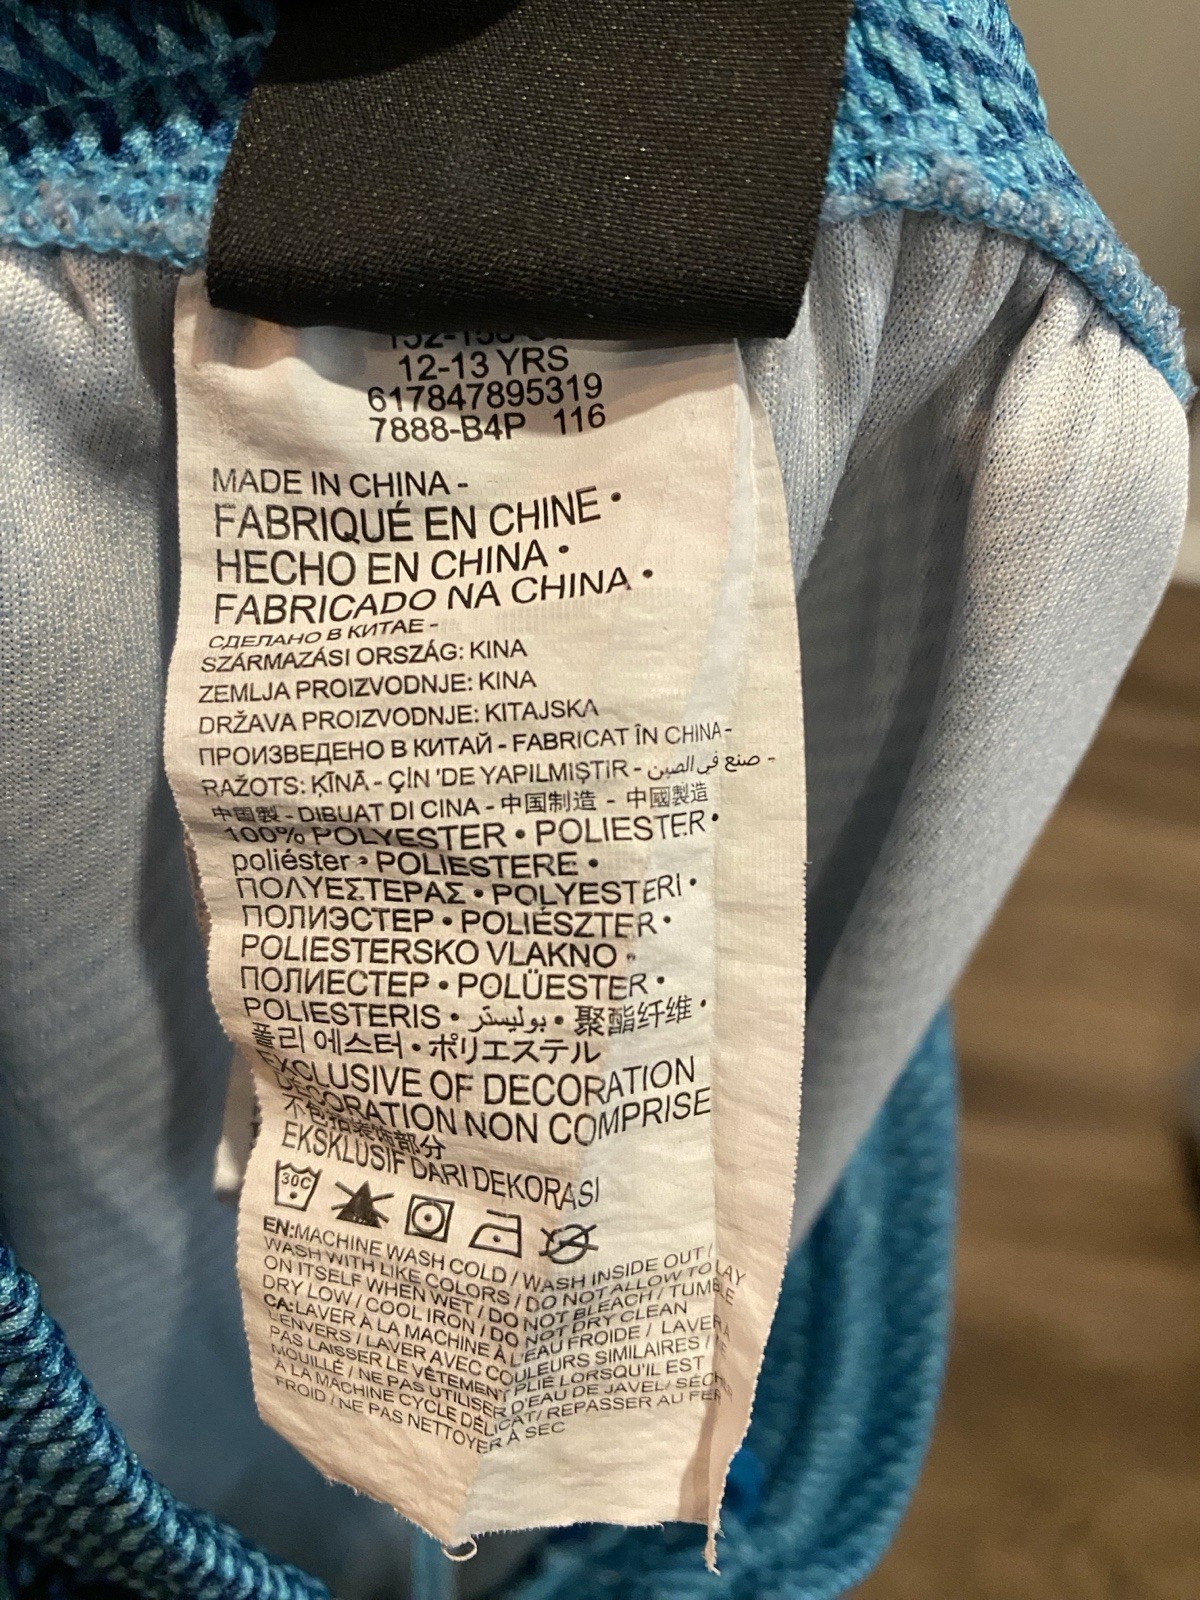 12-13 YRS
617847895319
7888-B4P 116
MADE IN CHINA -
FABRIQUÉ EN CHINE •
HECHO EN CHINA •
FABRICADO NA CHINA •
СДЕЛАНО В КИТАЕ -
SZÁRMAZÁSI ORSZÁG: KINA
ZEMLJA PROIZVODNJE: KINA
DRŽAVA PROIZVODNJE: KITAJSKA
ПРОИЗВЕДЕНО В КИТАЙ - FABRICAT ÎN CHINA-
RAŽOTS: ĶĪNĀ - ÇİN 'DE YAPILMIŞTIR - صنع في الصين -
中国製 - DIBUAT DI CINA - 中国制造 - 中國製造
100% POLYESTER • POLIESTER •
poliéster • POLIESTERE •
ΠΟΛΥΕΣΤΕΡΑΣ • POLYESTERI •
ПОЛИЭСТЕР • POLIÉSZTER •
POLIESTERSKO VLAKNO •
ПОЛИЕСТЕР • POLÜESTER •
POLIESTERIS • بوليستر • 聚酯纤维 •
폴리 에스터 • ポリエステル
EXCLUSIVE OF DECORATION
DECORATION NON COMPRISE
不包括装饰部分
EKSKLUSIF DARI DEKORASI
30C
EN:MACHINE WASH COLD / WASH INSIDE OUT /
WASH WITH LIKE COLORS / DO NOT ALLOW TO LAY
ON ITSELF WHEN WET / DO NOT BLEACH / TUMBLE
DRY LOW / COOL IRON / DO NOT DRY CLEAN
CA:LAVER À LA MACHINE À L'EAU FROIDE / LAVER À
L'ENVERS / LAVER AVEC COULEURS SIMILAIRES / NE
PAS LAISSER LE VÊTEMENT PLIÉ LORSQU'IL EST
MOUILLÉ / NE PAS UTILISER D'EAU DE JAVEL/ SÉCHER
À LA MACHINE CYCLE DÉLICAT/ REPASSER AU FER
FROID / NE PAS NETTOYER À SEC